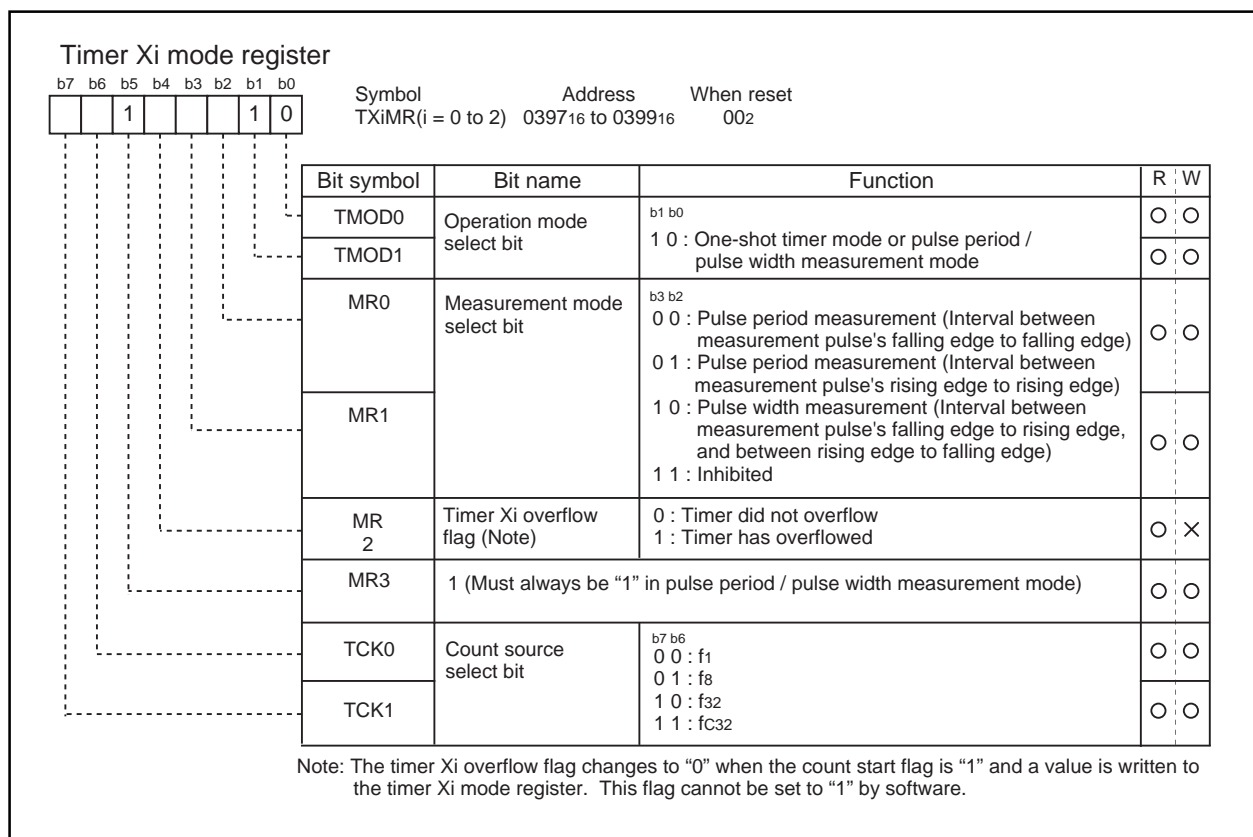 Timer Xi mode register
b7 b6 b5 b4 b3 b2 b1 b0
1 1 0
Symbol Address When reset
TXiMR(i = 0 to 2) 039716 to 039916 002
Bit symbol Bit name Function R W
TMOD0
TMOD1
Operation mode
select bit
b1 b0
1 0 : One-shot timer mode or pulse period /
pulse width measurement mode
MR0
MR1
Measurement mode
select bit
b3 b2
0 0 : Pulse period measurement (Interval between
measurement pulse's falling edge to falling edge)
0 1 : Pulse period measurement (Interval between
measurement pulse's rising edge to rising edge)
1 0 : Pulse width measurement (Interval between
measurement pulse's falling edge to rising edge,
and between rising edge to falling edge)
1 1 : Inhibited
MR
2
Timer Xi overflow
flag (Note)
0 : Timer did not overflow
1 : Timer has overflowed
MR3
1 (Must always be “1” in pulse period / pulse width measurement mode)
TCK0
TCK1
Count source
select bit
b7 b6
0 0 : f1
0 1 : f8
1 0 : f32
1 1 : fC32
Note: The timer Xi overflow flag changes to “0” when the count start flag is “1” and a value is written to
the timer Xi mode register. This flag cannot be set to “1” by software.